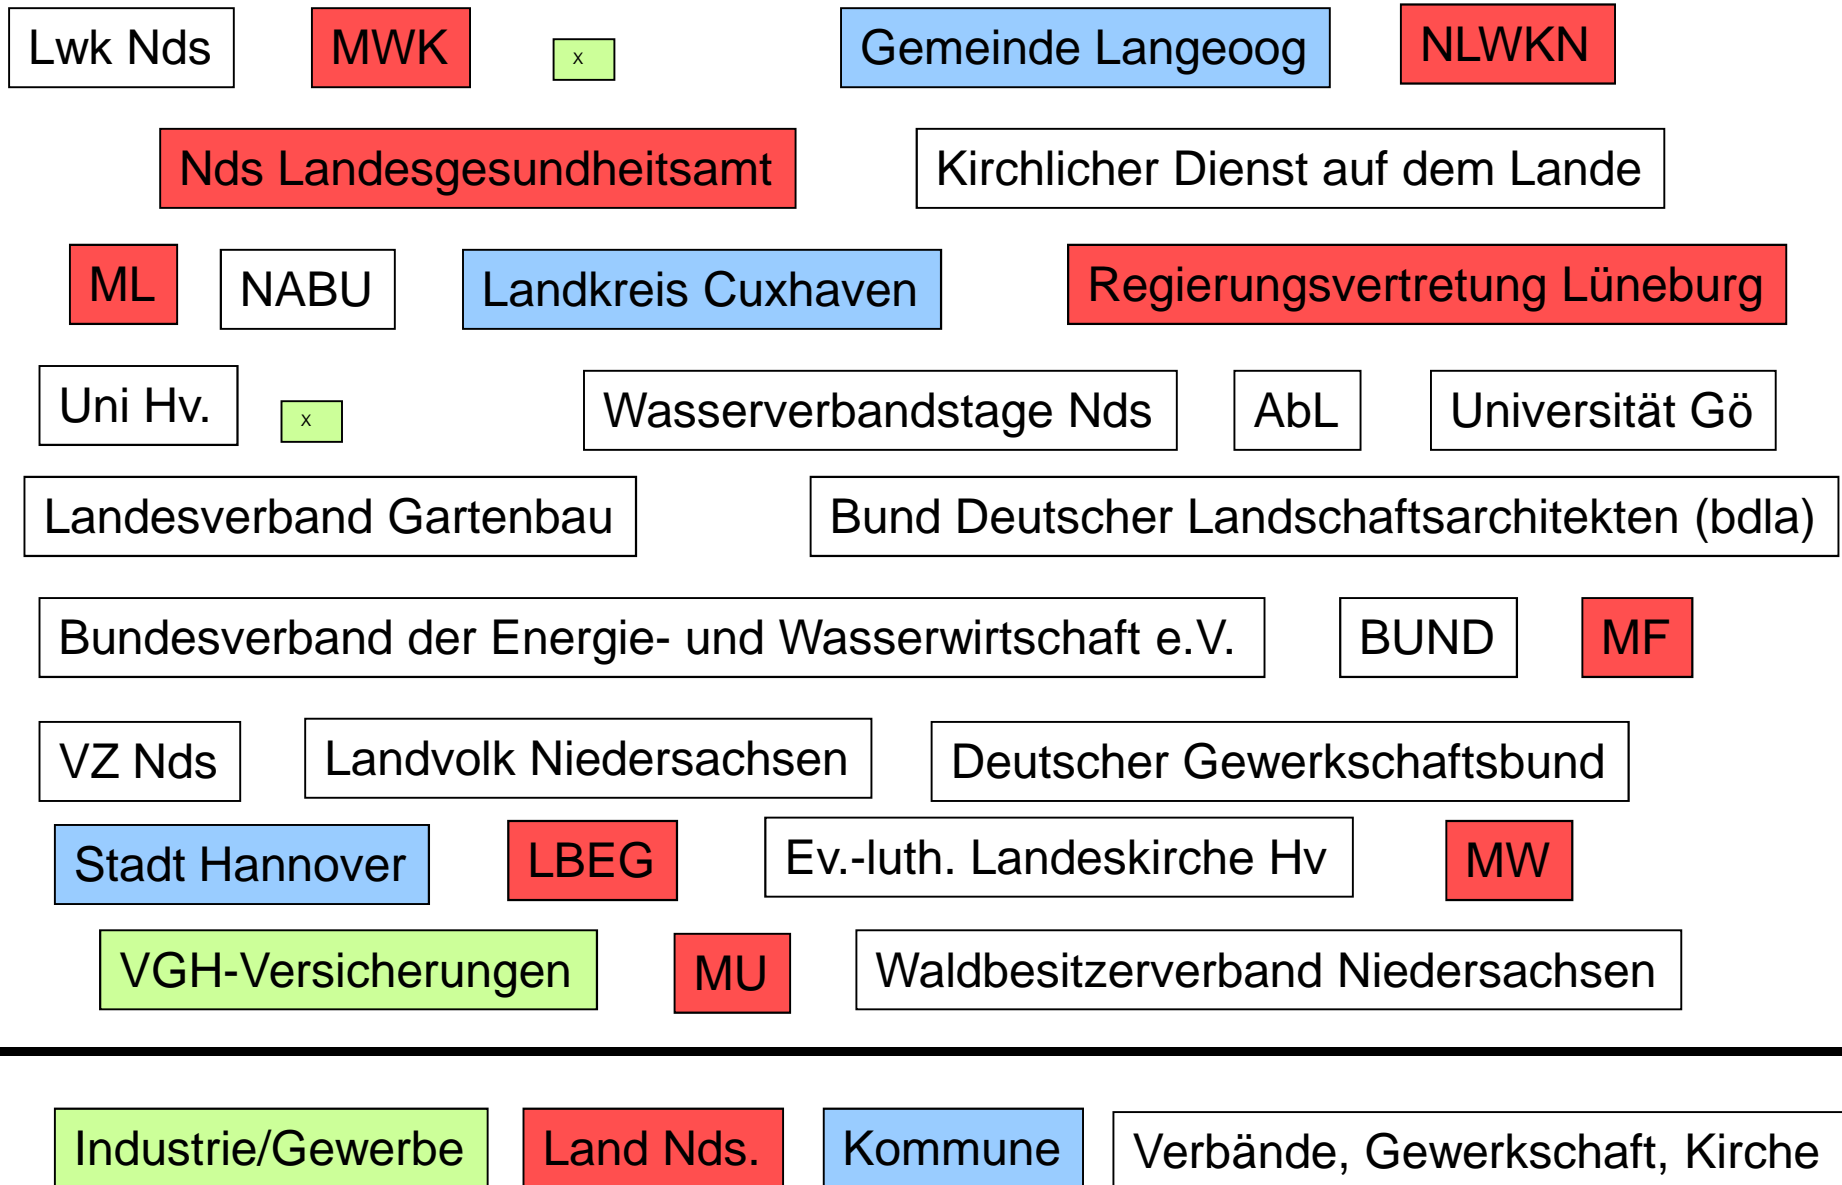 Lwk Nds MWK x Gemeinde Langeoog NLWKN
Nds Landesgesundheitsamt Kirchlicher Dienst auf dem Lande
ML NABU Landkreis Cuxhaven Regierungsvertretung Lüneburg
Uni Hv. x Wasserverbandstage Nds AbL Universität Gö
Landesverband Gartenbau Bund Deutscher Landschaftsarchitekten (bdla)
Bundesverband der Energie- und Wasserwirtschaft e.V. BUND MF
VZ Nds Landvolk Niedersachsen Deutscher Gewerkschaftsbund
Stadt Hannover LBEG Ev.-luth. Landeskirche Hv MW
VGH-Versicherungen MU Waldbesitzerverband Niedersachsen
Industrie/Gewerbe Land Nds. Kommune Verbände, Gewerkschaft, Kirche